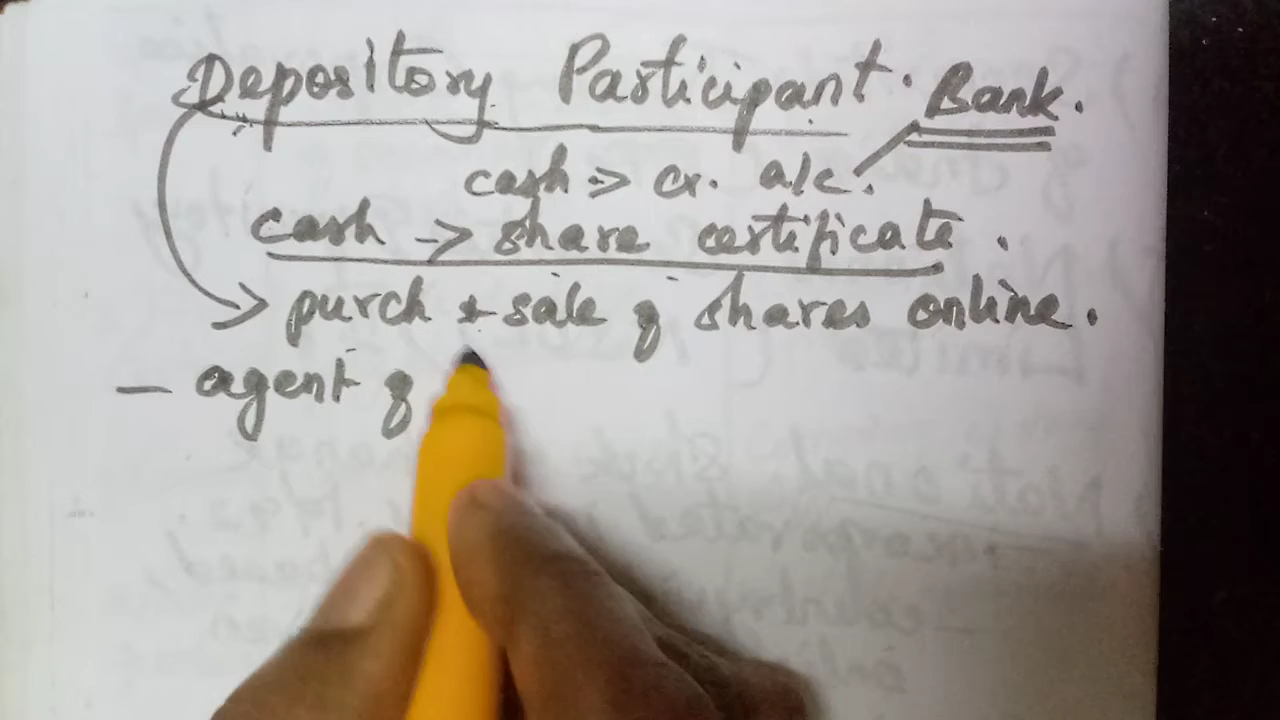 Depository Participant. Bank.
cash -> cr. a/c.
cash -> share certificate.
-> purch & sale of shares online.
- agent of